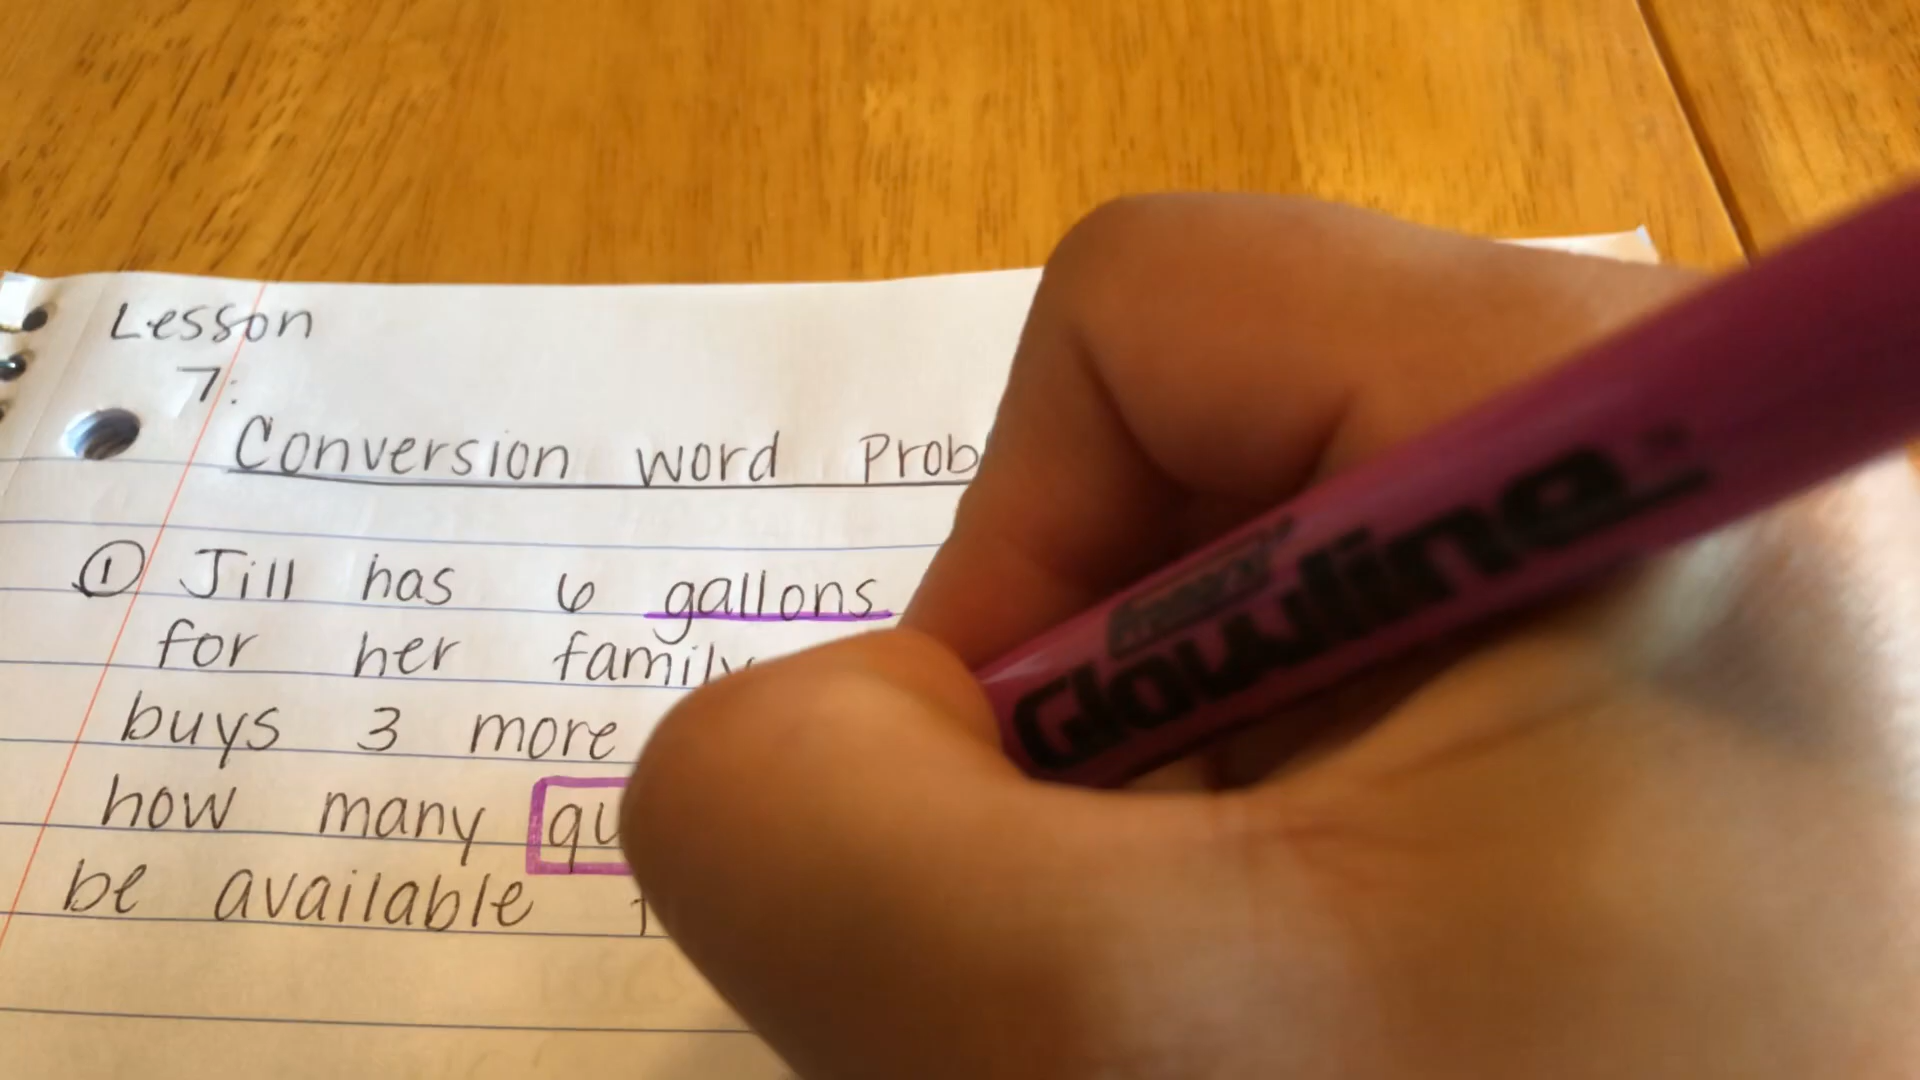 Lesson
7:
Conversion word Prob
① Jill has 6 gallons
for her family
buys 3 more
how many qu
be available
Glowline